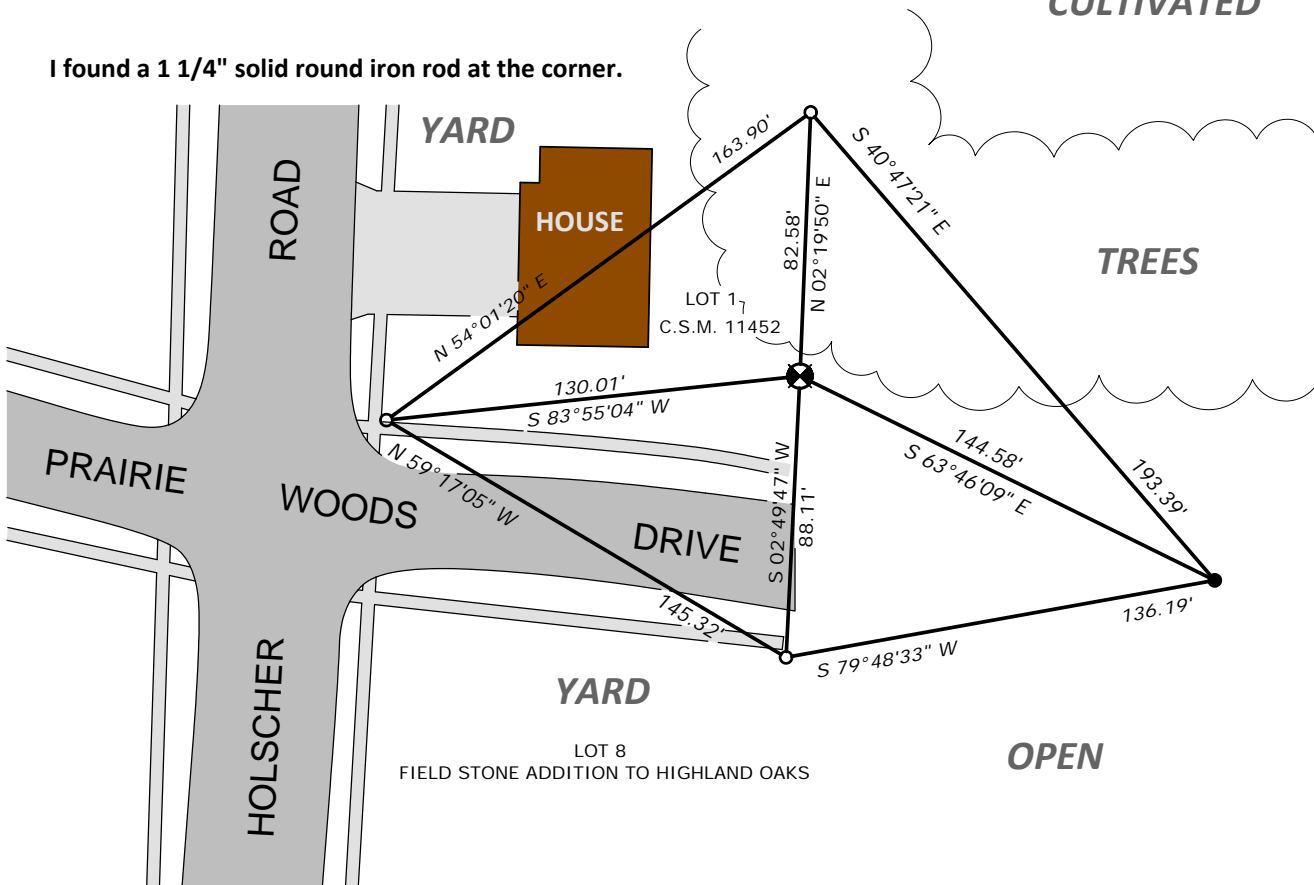 CULTIVATED
I found a 1 1/4" solid round iron rod at the corner.
YARD
163.90'
S 40°47'21" E
ROAD
HOUSE
82.58'
N 02°19'50" E
TREES
N 54°01'20" E
LOT 1
C.S.M. 11452
130.01'
S 83°55'04" W
144.58'
S 63°46'09" E
193.39'
N 59°17'05" W
S 02°49'47" W
88.11'
PRAIRIE
WOODS
DRIVE
145.32'
136.19'
S 79°48'33" W
HOLSCHER
YARD
LOT 8
FIELD STONE ADDITION TO HIGHLAND OAKS
OPEN